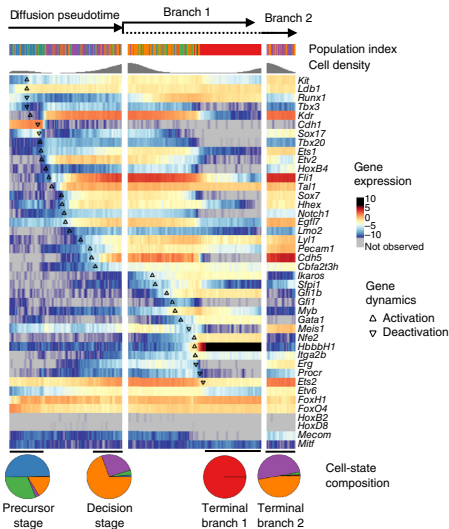 Diffusion pseudotime
Branch 1
Branch 2
Population index
Cell density
Kit
Ldb1
Runx1
Tbx3
Kdr
Cdh1
Sox17
Tbx20
Ets1
Etv2
HoxB4
Fli1
Tal1
Sox7
Hhex
Notch1
Egfl7
Lmo2
Lyl1
Pecam1
Cdh5
Cbfa2t3h
Ikaros
Sfpi1
Gfi1b
Gfi1
Myb
Gata1
Meis1
Nfe2
HbbbH1
Itga2b
Erg
Procr
Ets2
Etv6
FoxH1
FoxO4
HoxB2
HoxD8
Mecom
Mitf
Gene
expression
10
5
0
−5
−10
Not observed
Gene
dynamics
△ Activation
▽ Deactivation
Precursor
stage
Decision
stage
Terminal
branch 1
Terminal
branch 2
Cell-state
composition